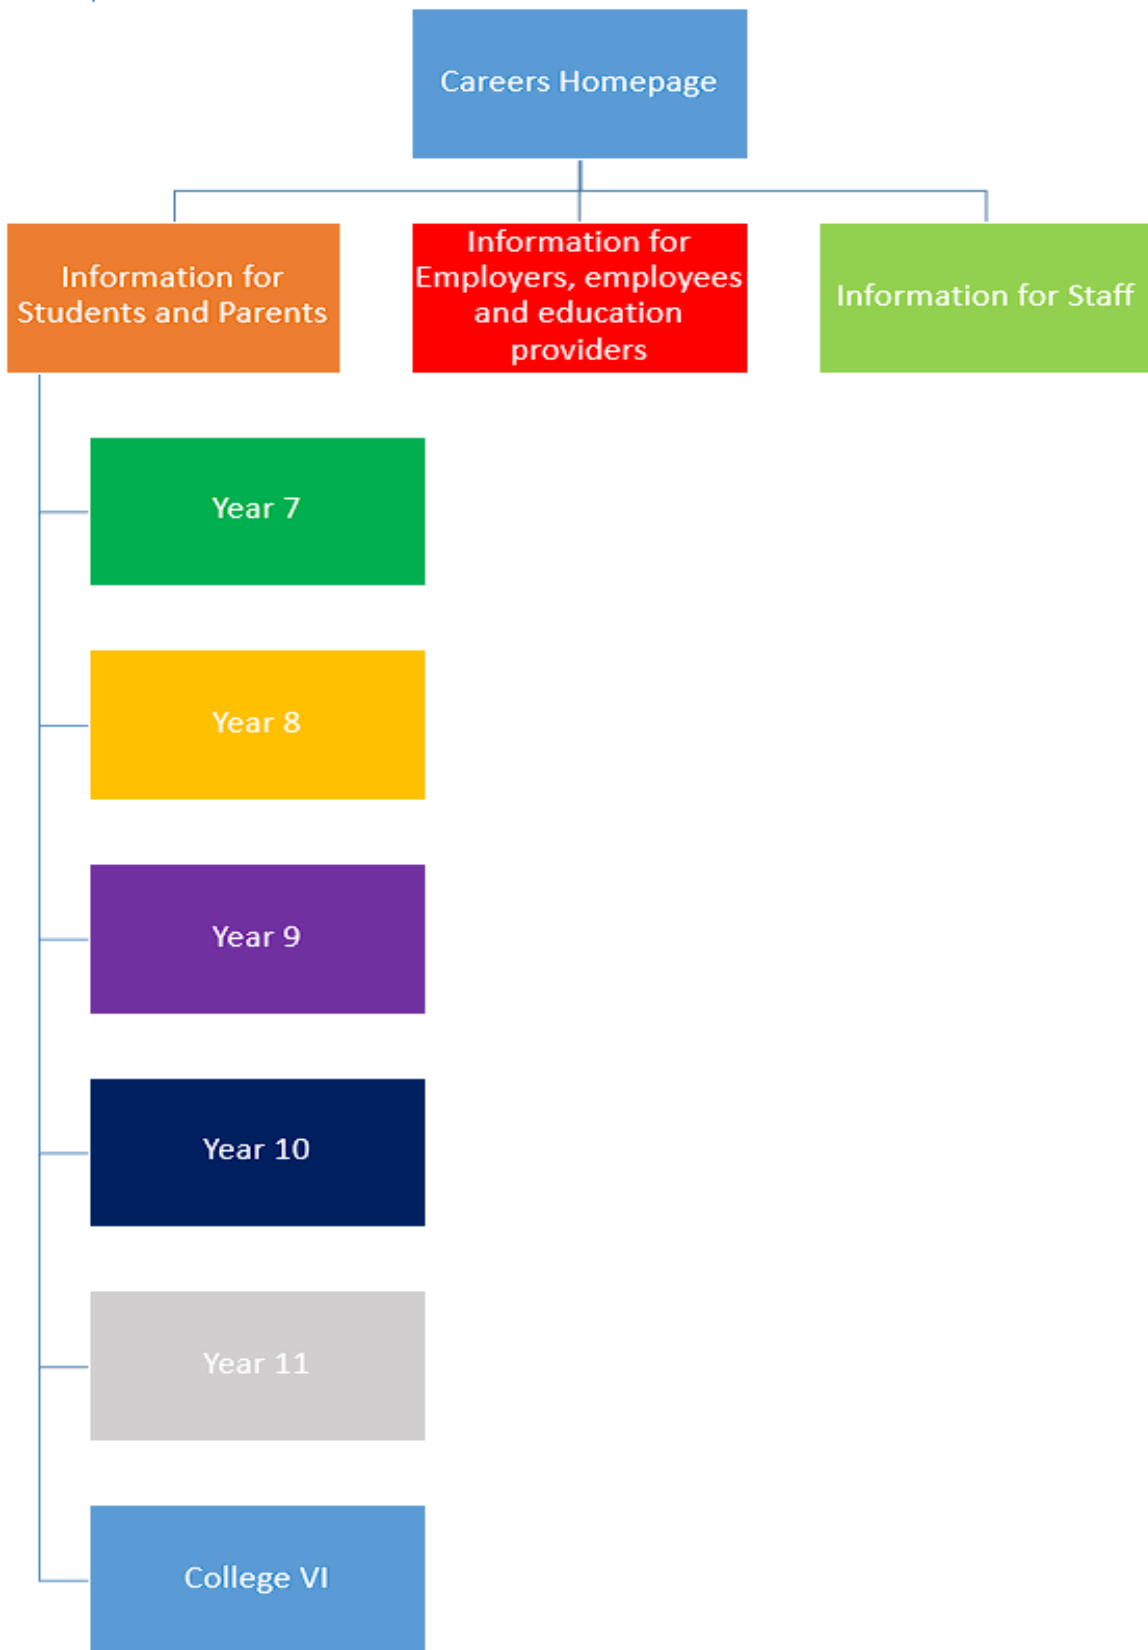 Careers Homepage
Information for
Students and Parents
Information for
Employers, employees
and education
providers
Information for Staff
Year 7
Year 8
Year 9
Year 10
Year 11
College VI